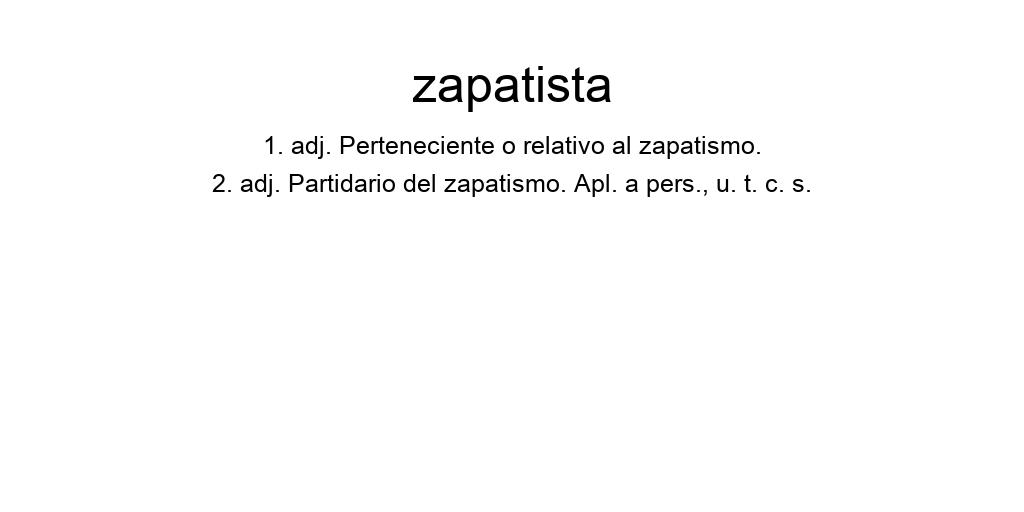 zapatista
1. adj. Perteneciente o relativo al zapatismo.
2. adj. Partidario del zapatismo. Apl. a pers., u. t. c. s.